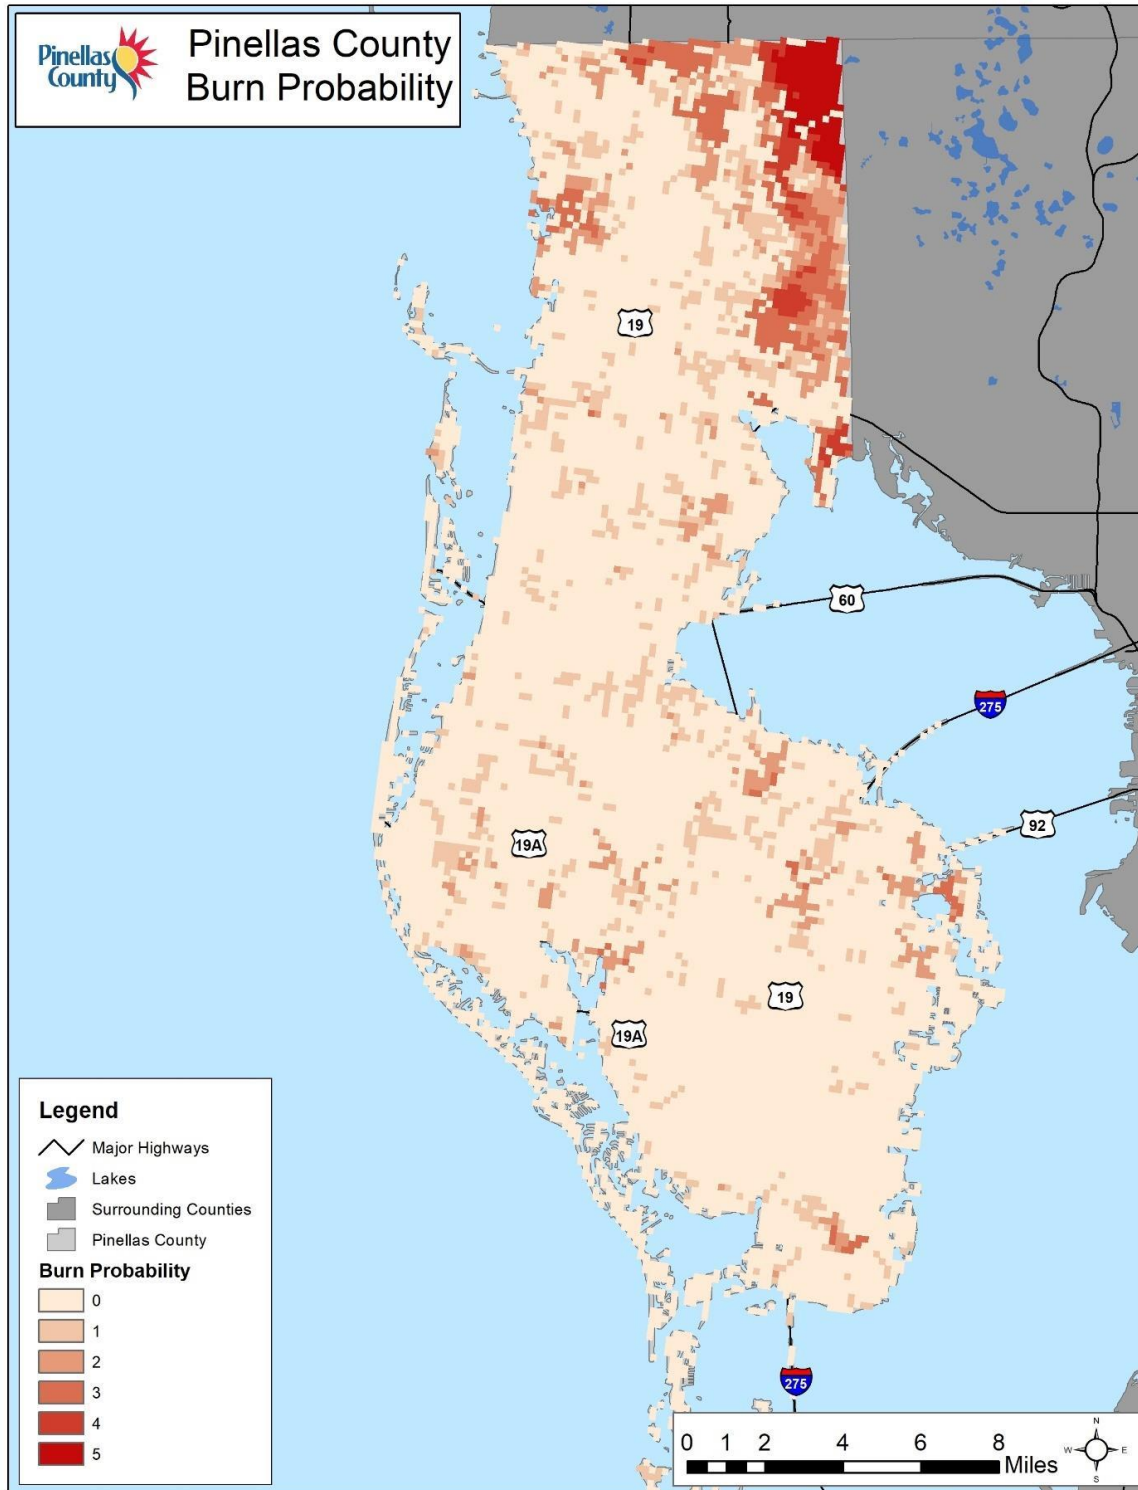 Pinellas
County
Pinellas County
Burn Probability
19
60
275
92
19A
19
19A
275
Legend
Major Highways
Lakes
Surrounding Counties
Pinellas County
Burn Probability
0
1
2
3
4
5
0 1 2 4 6 8
Miles
N
W E
S